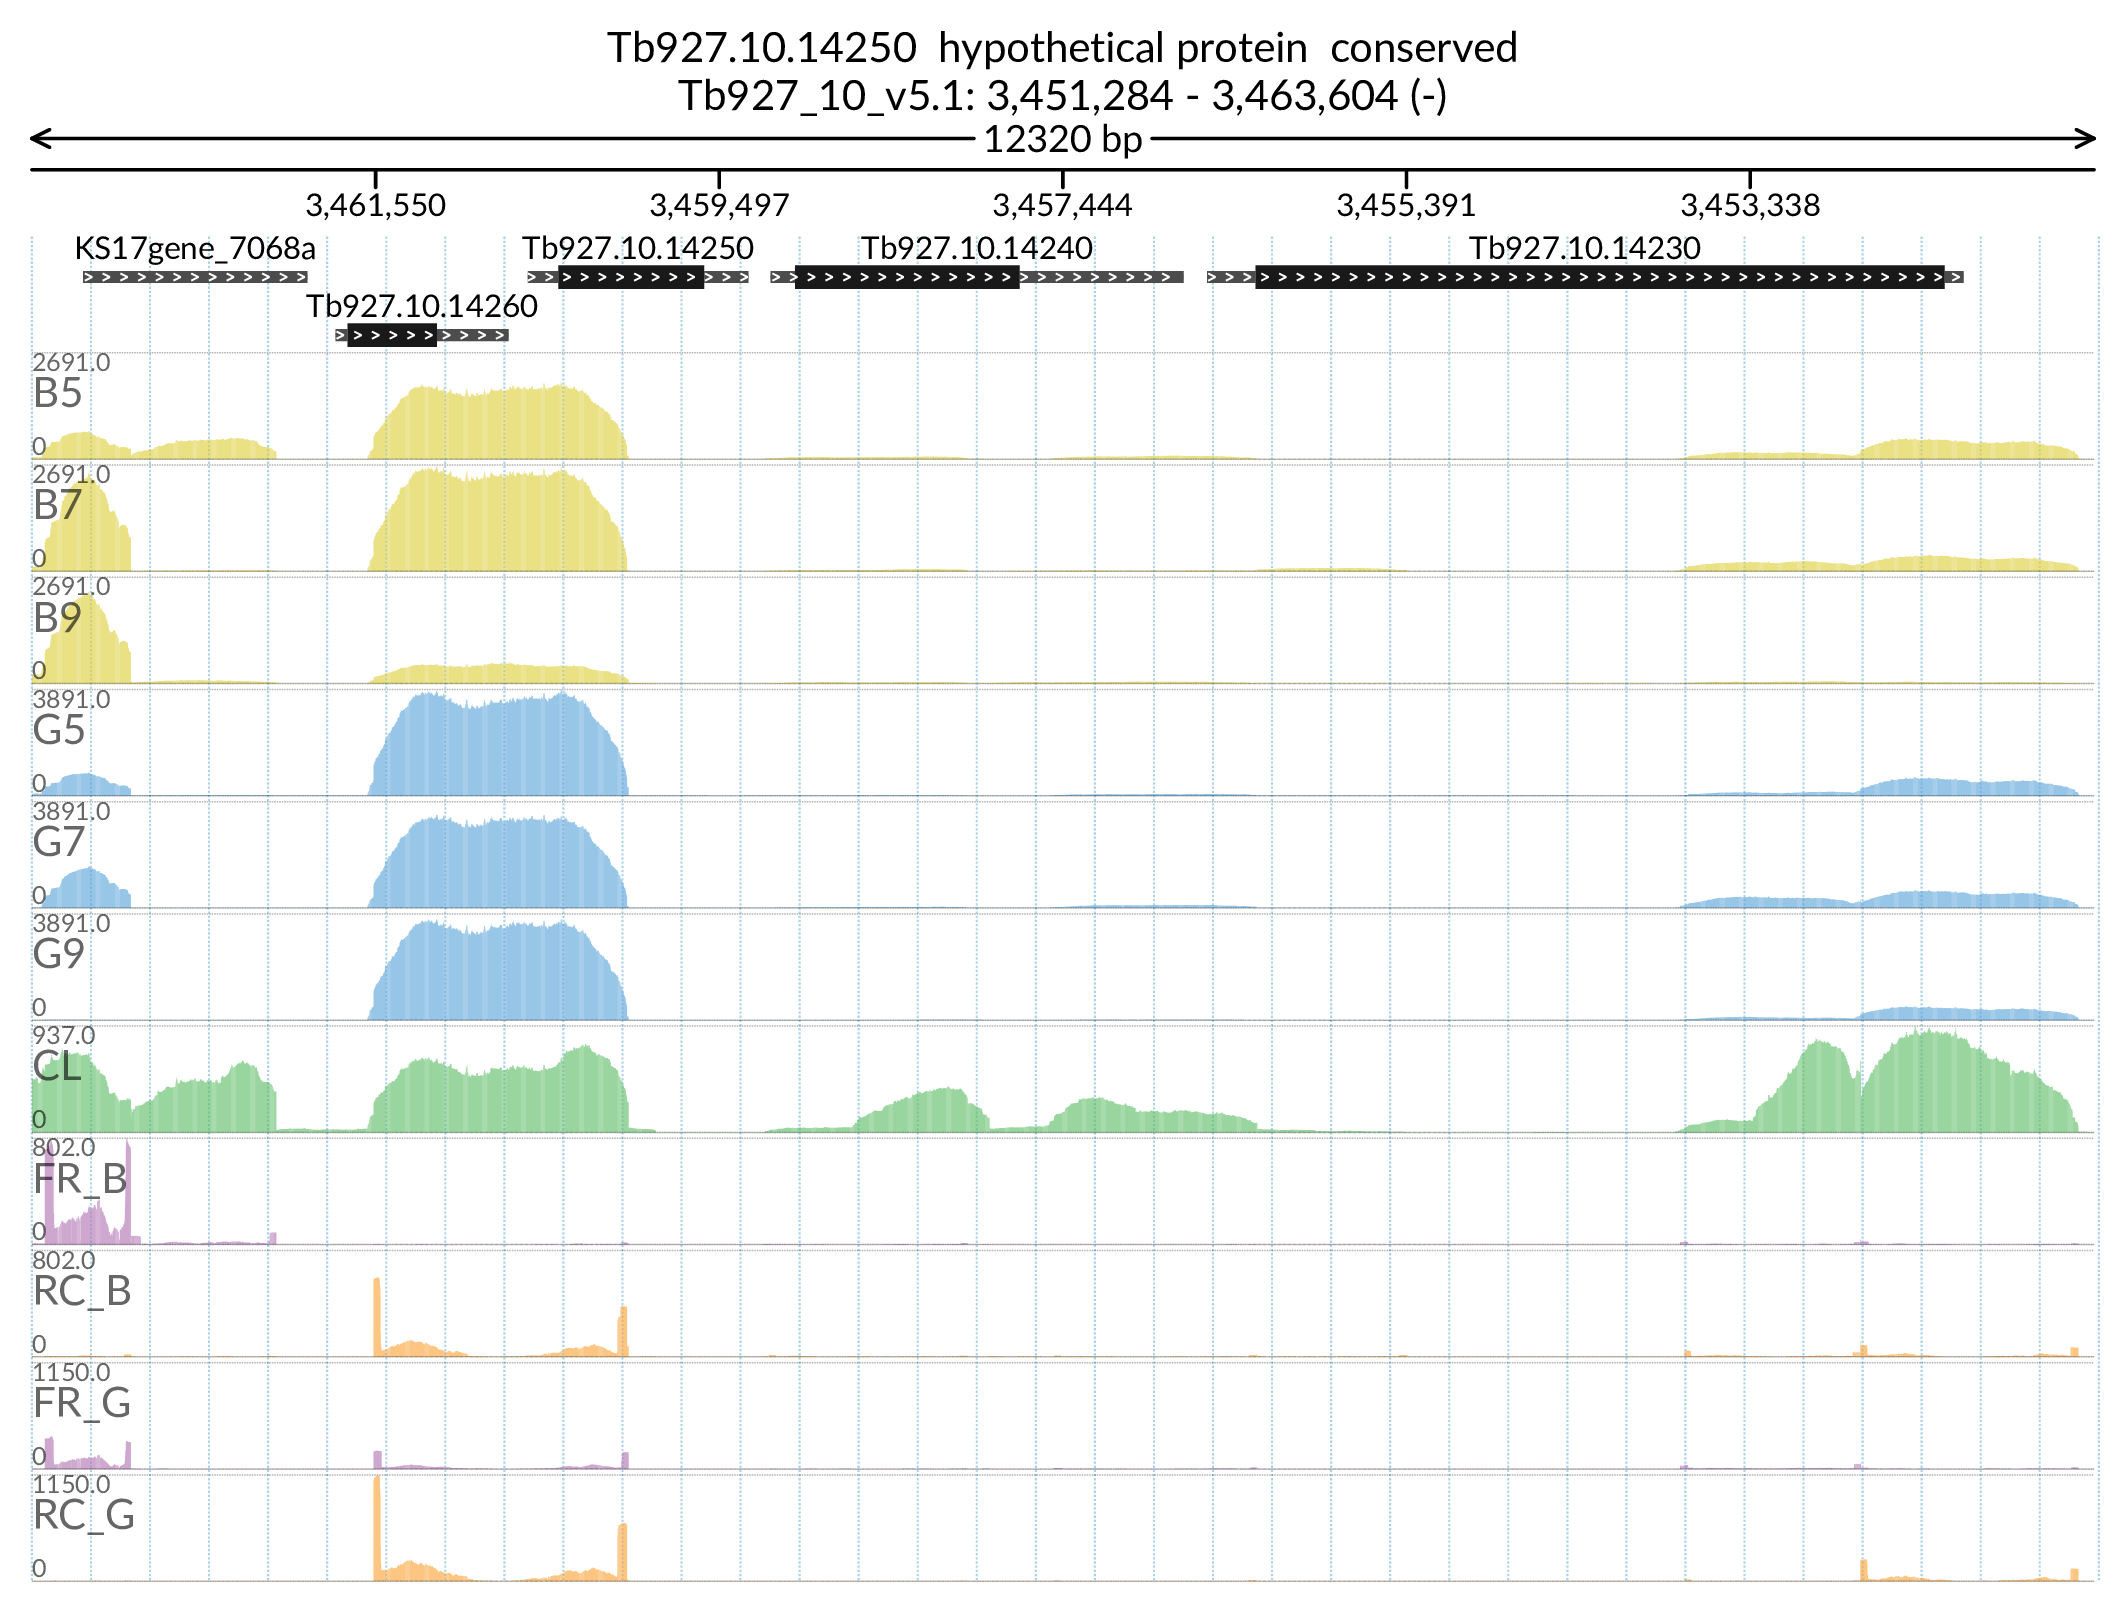 Tb927.10.14250 hypothetical protein conserved
Tb927_10_v5.1: 3,451,284 - 3,463,604 (-)
12320 bp
3,461,550 3,459,497 3,457,444 3,455,391 3,453,338
KS17gene_7068a Tb927.10.14250 Tb927.10.14240 Tb927.10.14230
Tb927.10.14260
2691.0
B5
0
2691.0
B7
0
2691.0
B9
0
3891.0
G5
0
3891.0
G7
0
3891.0
G9
0
937.0
CL
0
802.0
FR_B
0
802.0
RC_B
0
1150.0
FR_G
0
1150.0
RC_G
0